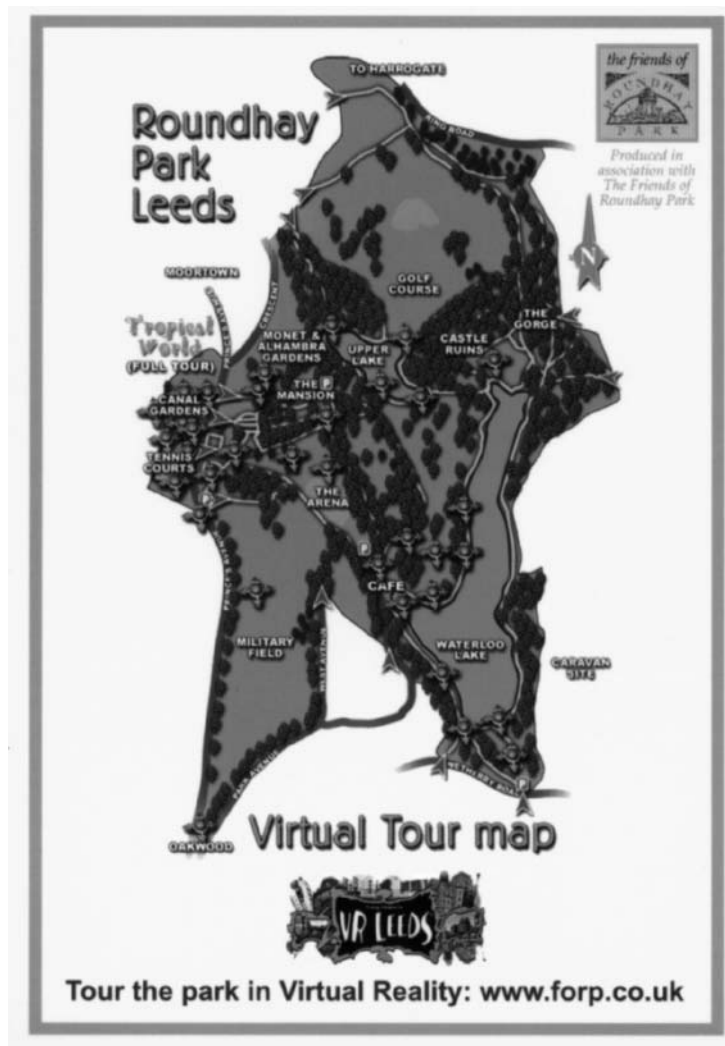 the friends of
ROUNDHAY
PARK
Produced in
association with
The Friends of
Roundhay Park
Roundhay
Park
Leeds
TO HARROGATE
RING ROAD
N
MOORTOWN
PRINCES
CRESCENT
Tropical
World
(FULL TOUR)
GOLF
COURSE
THE
GORGE
MONET &
ALHAMBRA
GARDENS
UPPER
LAKE
CASTLE
RUINS
THE P
MANSION
CANAL
GARDENS
TENNIS
COURTS
P
THE
ARENA
P
CAFE
PRINCES
MILITARY
FIELD
WEST AVENUE
WATERLOO
LAKE
CARAVAN
SITE
PARK AVENUE
WETHERBY ROAD
P
OAKWOOD
Virtual Tour map
VR LEEDS
Tour the park in Virtual Reality: www.forp.co.uk